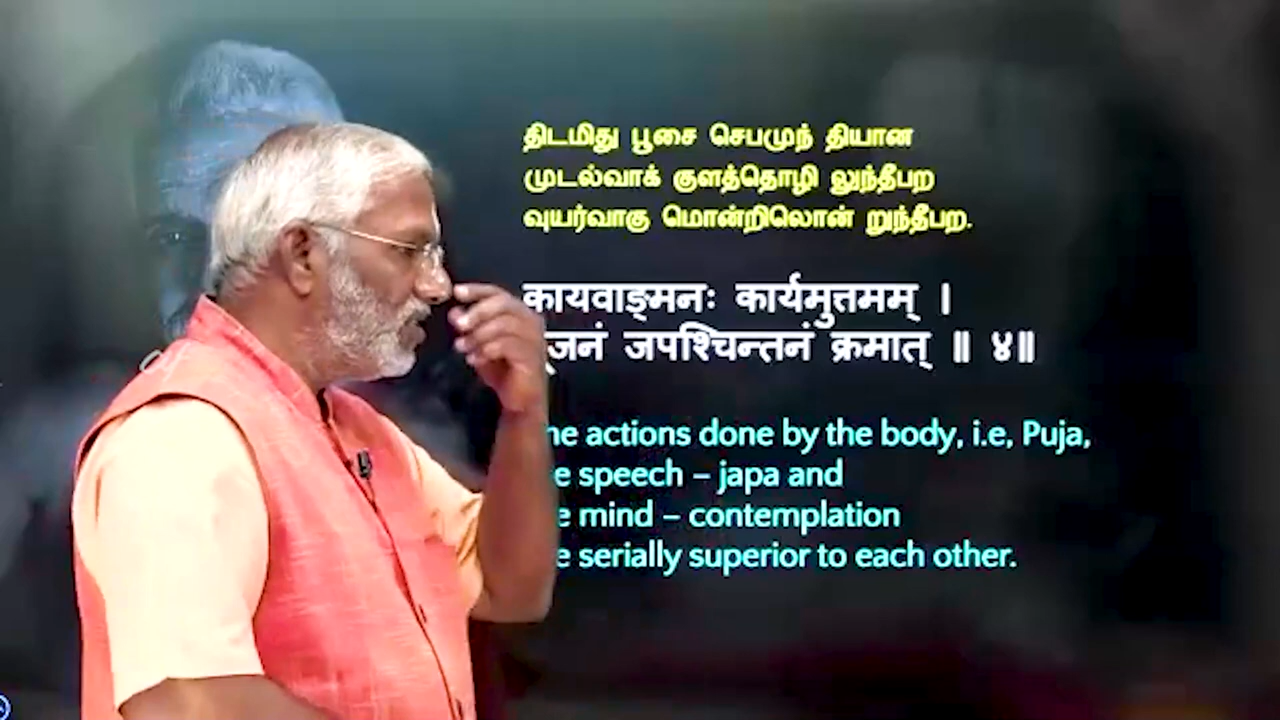 திடமிது பூசை செபமுந் தியான
முடல்வாக் குளத்தொழி லுந்தீபற
வுயர்வாகு மொன்றிலொன் றுந்தீபற.
कायवाङ्मनः कार्यमुत्तमम् ।
जनं जपश्चिन्तनं क्रमात् ॥ ४॥
he actions done by the body, i.e, Puja,
e speech – japa and
e mind – contemplation
e serially superior to each other.